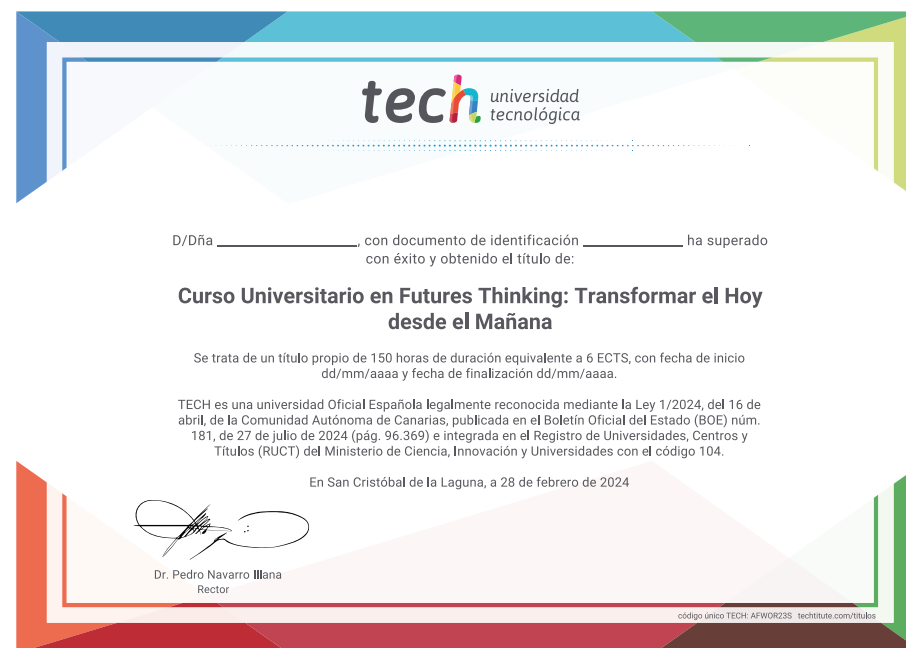 tech universidad
tecnológica
D/Dña ____________________, con documento de identificación ______________ ha superado
con éxito y obtenido el título de:
Curso Universitario en Futures Thinking: Transformar el Hoy
desde el Mañana
Se trata de un título propio de 150 horas de duración equivalente a 6 ECTS, con fecha de inicio
dd/mm/aaaa y fecha de finalización dd/mm/aaaa.
TECH es una universidad Oficial Española legalmente reconocida mediante la Ley 1/2024, del 16 de
abril, de la Comunidad Autónoma de Canarias, publicada en el Boletín Oficial del Estado (BOE) núm.
181, de 27 de julio de 2024 (pág. 96.369) e integrada en el Registro de Universidades, Centros y
Títulos (RUCT) del Ministerio de Ciencia, Innovación y Universidades con el código 104.
En San Cristóbal de la Laguna, a 28 de febrero de 2024
Dr. Pedro Navarro Illana
Rector
código único TECH: AFWOR23S techtitute.com/titulos